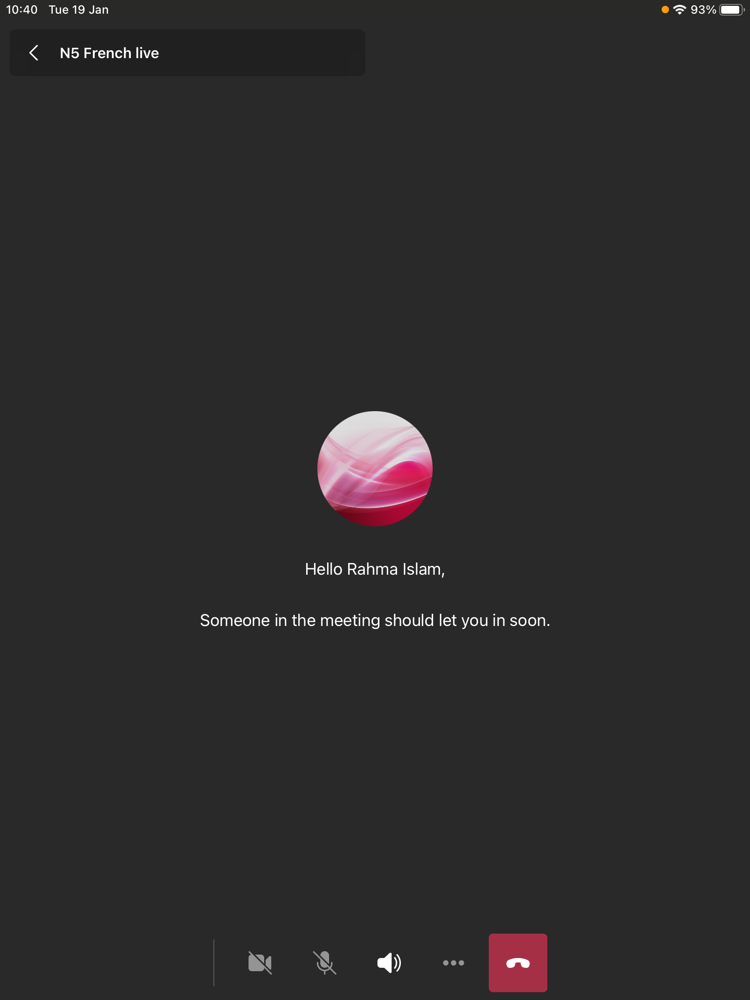 10:40 Tue 19 Jan 93%
N5 French live
Hello Rahma Islam,
Someone in the meeting should let you in soon.